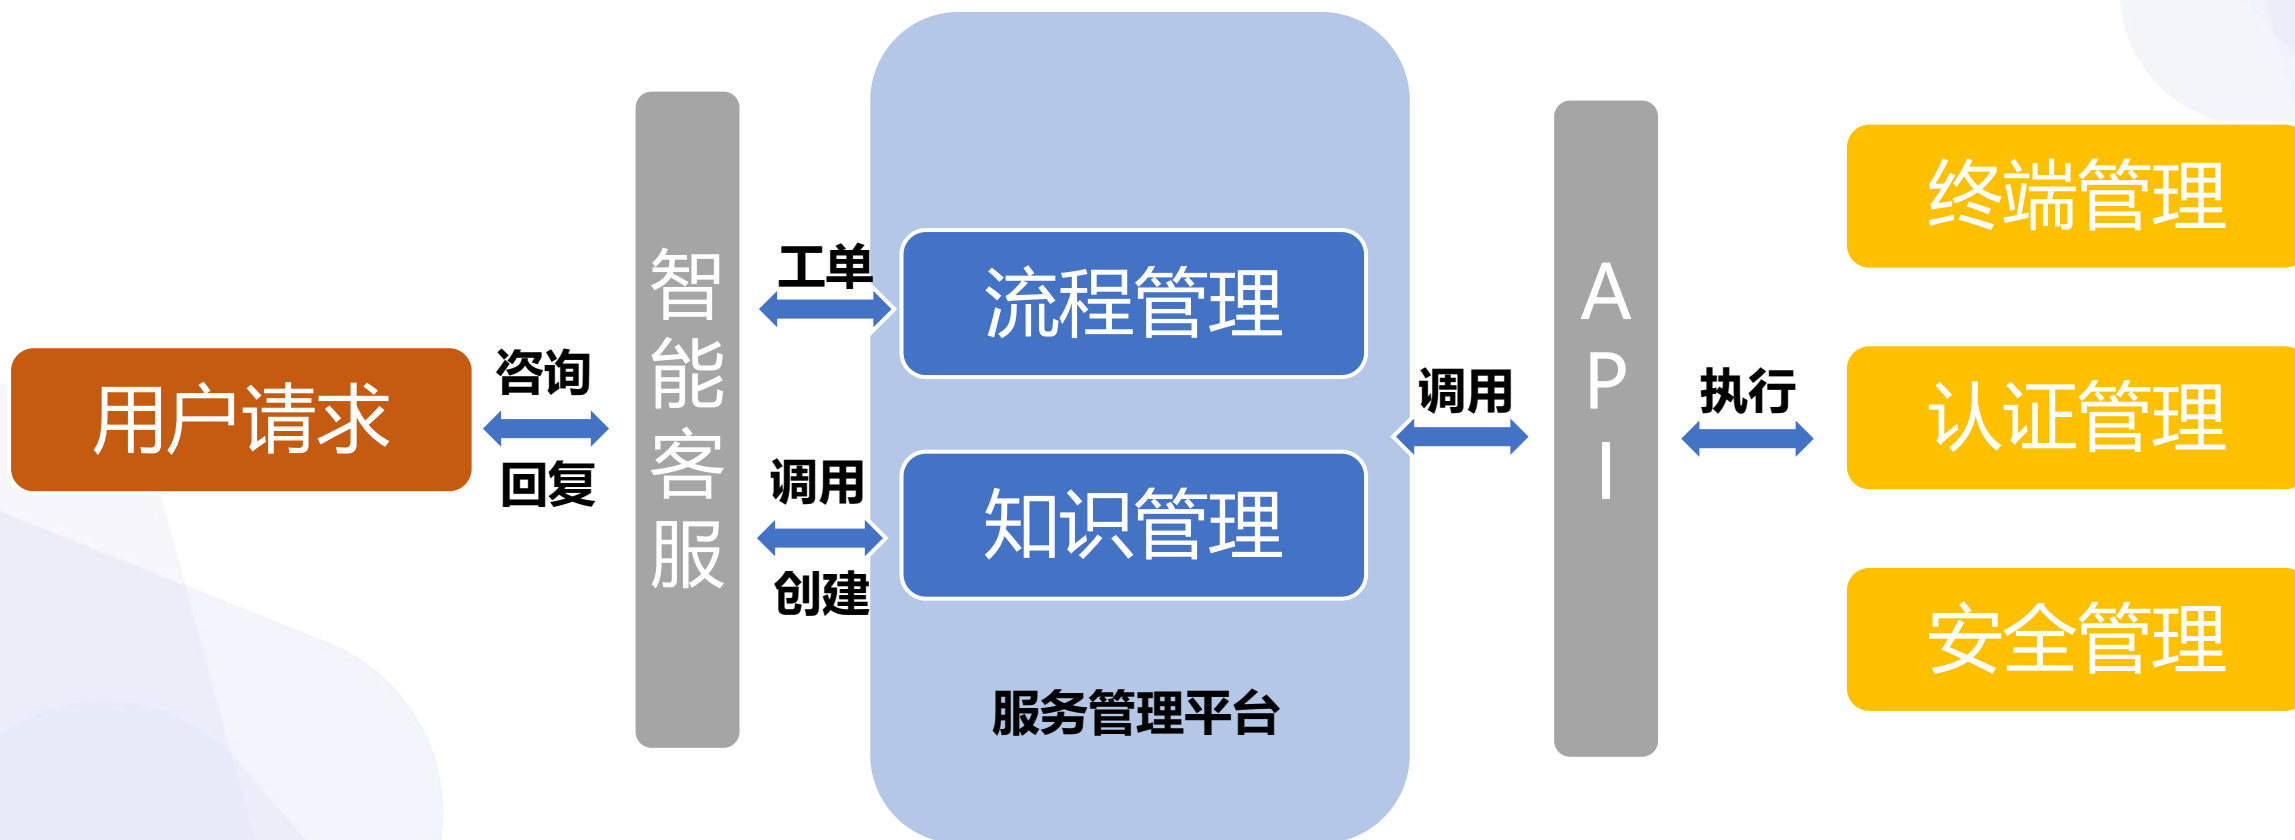 用户请求
咨询
回复
智能客服
工单
调用
创建
流程管理
知识管理
服务管理平台
调用
API
执行
终端管理
认证管理
安全管理